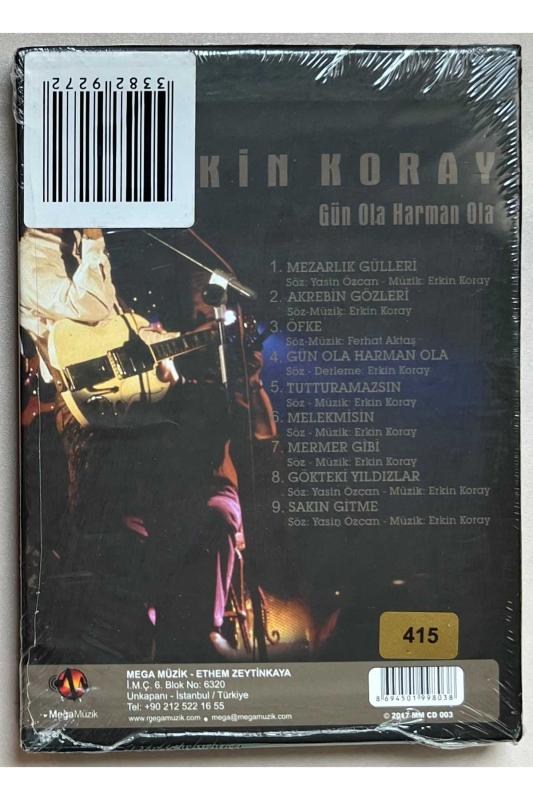 3382 9272
KİN KORAY
Gün Ola Harman Ola
1. MEZARLIK GÜLLERİ
Söz: Yasin Özcan - Müzik: Erkin Koray
2. AKREBİN GÖZLERİ
Söz-Müzik: Erkin Koray
3. ÖFKE
Söz-Müzik: Ferhat Aktaş
4. GÜN OLA HARMAN OLA
Söz - Derleme: Erkin Koray
5. TUTTURAMAZSIN
Söz - Müzik: Erkin Koray
6. MELEKMİSİN
Söz - Müzik: Erkin Koray
7. MERMER GİBİ
Söz - Müzik: Erkin Koray
8. GÖKTEKİ YILDIZLAR
Söz: Yasin Özcan - Müzik: Erkin Koray
9. SAKIN GİTME
Söz: Yasin Özcan - Müzik: Erkin Koray
415
MegaMüzik
MEGA MÜZİK - ETHEM ZEYTİNKAYA
İ.M.Ç. 6. Blok No: 6320
Unkapanı - İstanbul / Türkiye
Tel: +90 212 522 16 55
www.megamuzik.com - mega@megamuzik.com
8 694501 998038
© 2017 MM CD 003